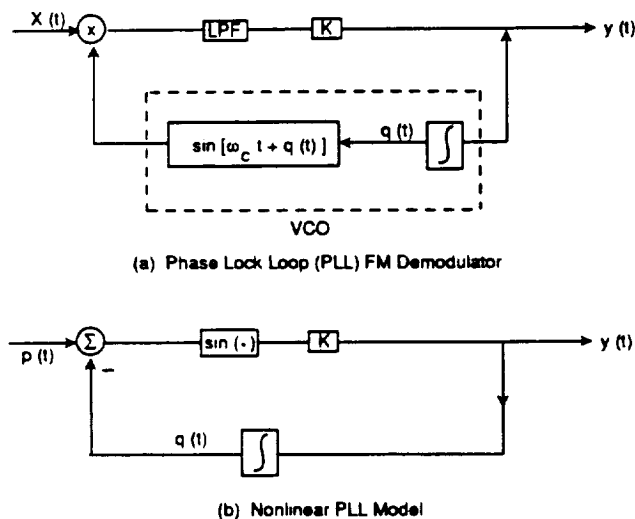 X (t)
x
LPF
K
y (t)
sin [ω_c t + q (t) ]
q (t)
∫
VCO
(a) Phase Lock Loop (PLL) FM Demodulator
p (t)
Σ
−
sin (·)
K
y (t)
q (t)
∫
(b) Nonlinear PLL Model